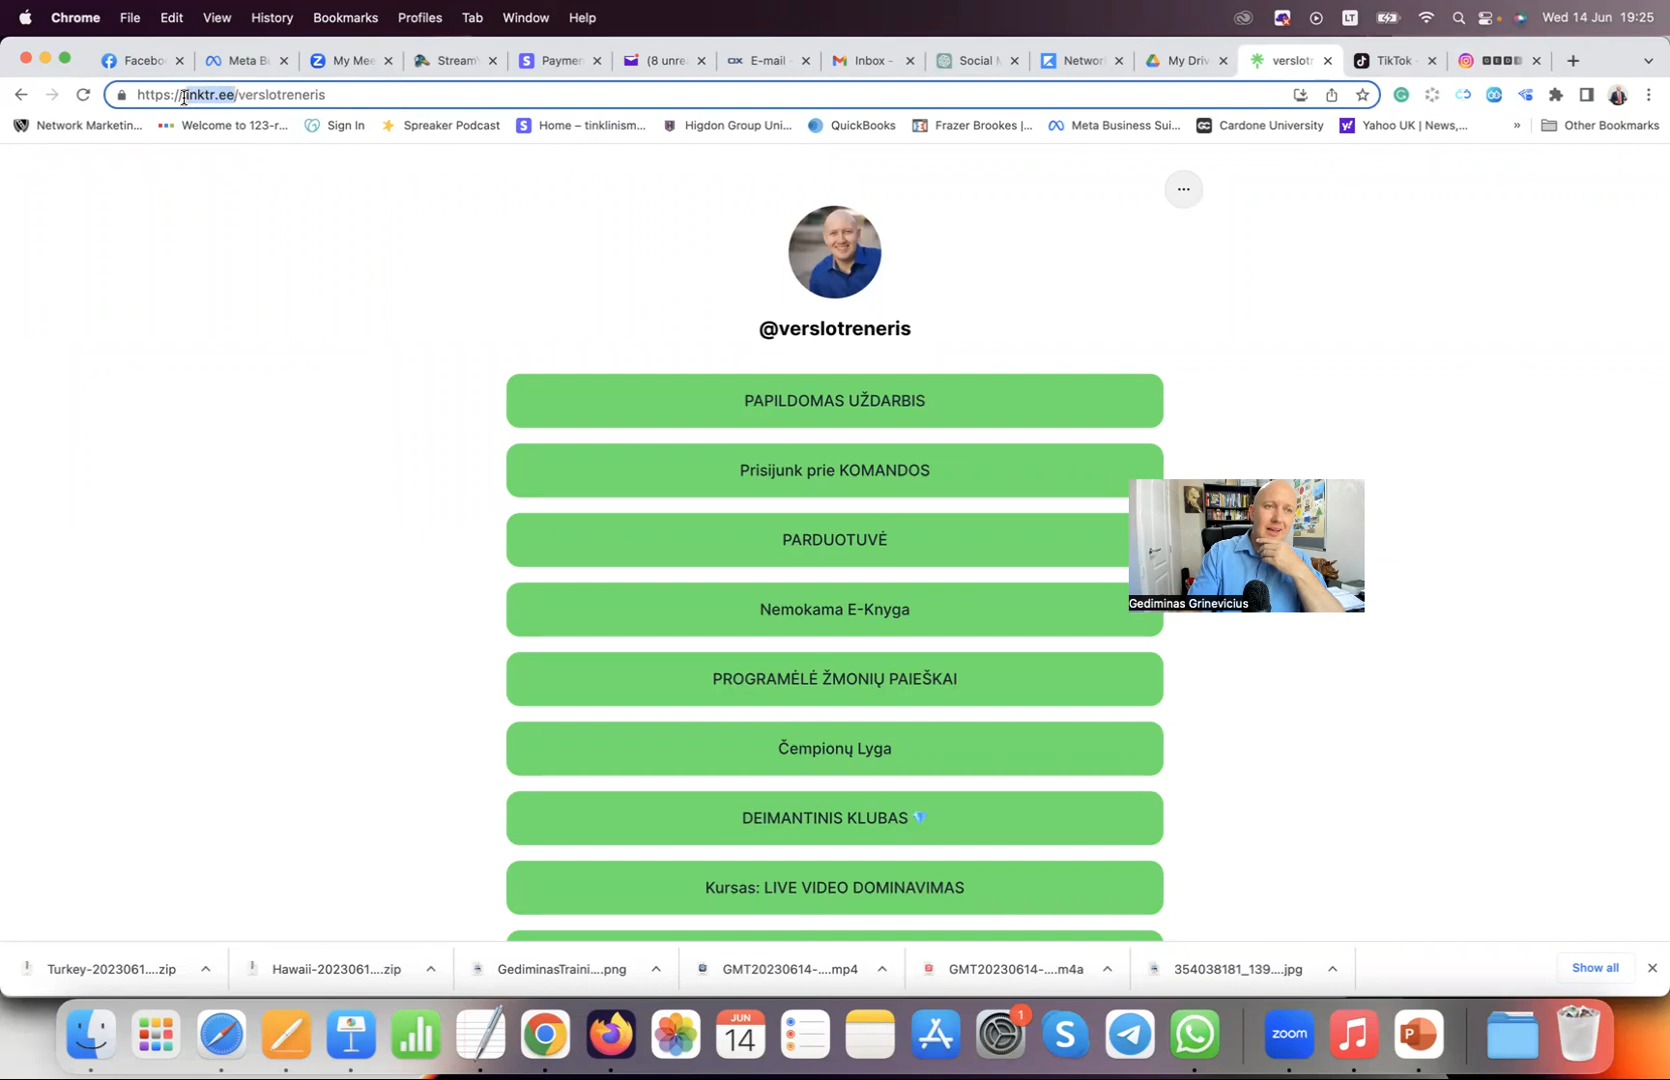 Chrome File Edit View History Bookmarks Profiles Tab Window Help LT Wed 14 Jun 19:25
Facebo Meta B My Mee Stream Paymen (8 unre E-mail - Inbox - Social Networ My Driv verslotr TikTok
https://linktr.ee/verslotreneris
Network Marketin... Welcome to 123-r... Sign In Spreaker Podcast Home – tinklinism... Higdon Group Uni... QuickBooks Frazer Brookes |... Meta Business Sui... Cardone University Yahoo UK | News,... » Other Bookmarks
@verslotreneris
PAPILDOMAS UŽDARBIS
Prisijunk prie KOMANDOS
PARDUOTUVĖ
Nemokama E-Knyga
Gediminas Grinevicius
PROGRAMĖLĖ ŽMONIŲ PAIEŠKAI
Čempionų Lyga
DEIMANTINIS KLUBAS 💎
Kursas: LIVE VIDEO DOMINAVIMAS
Turkey-2023061....zip Hawaii-2023061....zip GediminasTraini....png GMT20230614-....mp4 GMT20230614-....m4a 354038181_139....jpg Show all
JUN
14
1
zoom